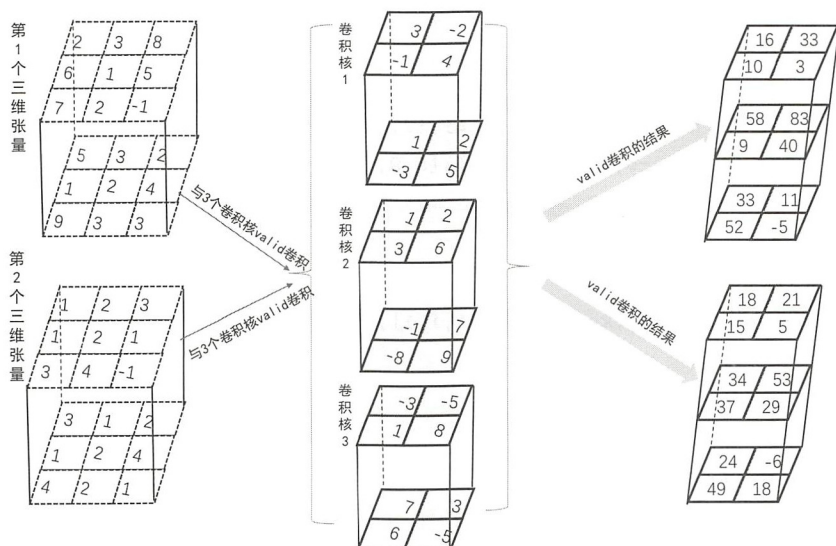 第1个三维张量
2 3 8
6 1 5
7 2 -1
5 3 2
1 2 4
9 3 3
第2个三维张量
1 2 3
1 2 1
3 4 -1
3 1 2
1 2 4
4 2 1
与3个卷积核valid卷积
与3个卷积核valid卷积
卷积核1
3 -2
-1 4
1 2
-3 5
卷积核2
1 2
3 6
-1 7
-8 9
卷积核3
-3 -5
1 8
7 3
6 -5
valid卷积的结果
valid卷积的结果
16 33
10 3
58 83
9 40
33 11
52 -5
18 21
15 5
34 53
37 29
24 -6
49 18